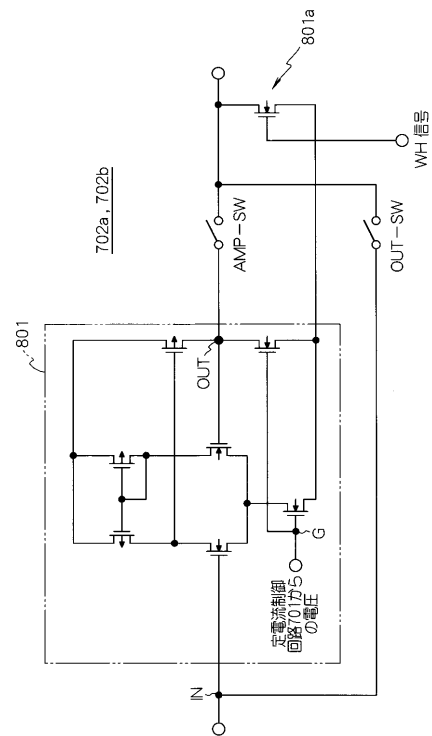 702a , 702b
801
801a
AMP－SW
OUT－SW
WH 信号
OUT
IN
G
定電流制御
回路701から
の電圧